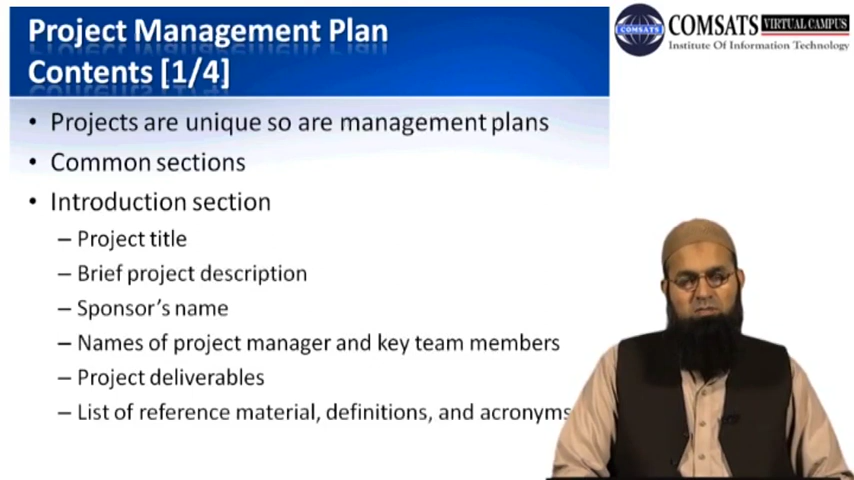 Project Management Plan
Contents [1/4]
COMSATS VIRTUAL CAMPUS
Institute Of Information Technology
COMSATS
• Projects are unique so are management plans
• Common sections
• Introduction section
– Project title
– Brief project description
– Sponsor's name
– Names of project manager and key team members
– Project deliverables
– List of reference material, definitions, and acronyms